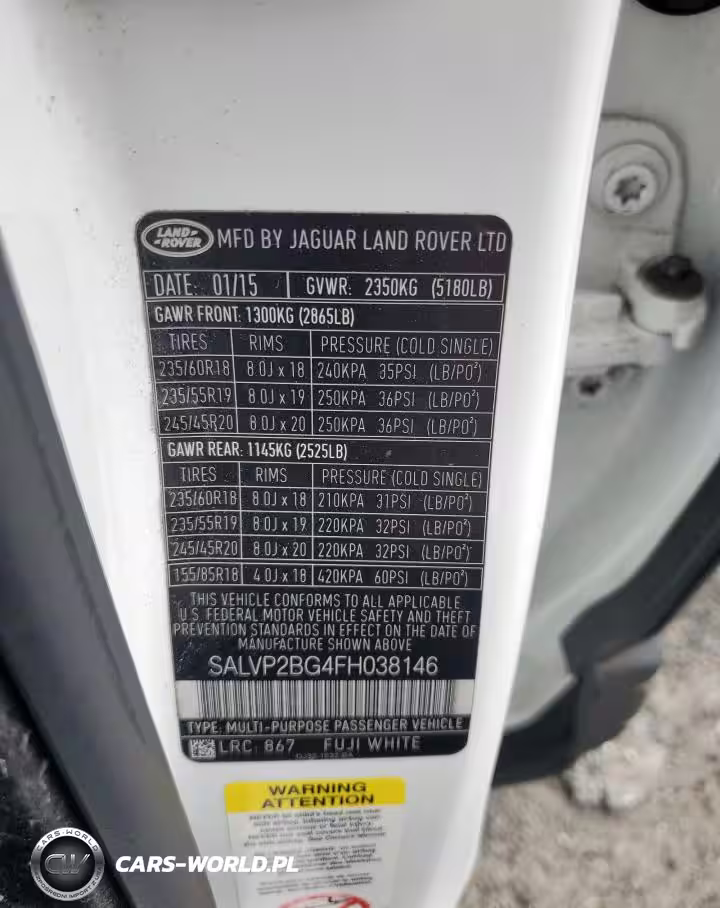 LAND ROVER MFD BY JAGUAR LAND ROVER LTD
DATE: 01/15 GVWR: 2350KG (5180LB)
GAWR FRONT: 1300KG (2865LB)
TIRES RIMS PRESSURE (COLD SINGLE)
235/60R18 8.0J x 18 240KPA 35PSI (LB/PO²)
235/55R19 8.0J x 19 250KPA 36PSI (LB/PO²)
245/45R20 8.0J x 20 250KPA 36PSI (LB/PO²)
GAWR REAR: 1145KG (2525LB)
TIRES RIMS PRESSURE (COLD SINGLE)
235/60R18 8.0J x 18 210KPA 31PSI (LB/PO²)
235/55R19 8.0J x 19 220KPA 32PSI (LB/PO²)
245/45R20 8.0J x 20 220KPA 32PSI (LB/PO²)
155/85R18 4.0J x 18 420KPA 60PSI (LB/PO²)
THIS VEHICLE CONFORMS TO ALL APPLICABLE
U.S. FEDERAL MOTOR VEHICLE SAFETY AND THEFT
PREVENTION STANDARDS IN EFFECT ON THE DATE OF
MANUFACTURE SHOWN ABOVE
SALVP2BG4FH038146
TYPE: MULTI-PURPOSE PASSENGER VEHICLE
LRC 867 FUJI WHITE
WARNING
ATTENTION
CARS-WORLD
CW
CARS-WORLD.PL